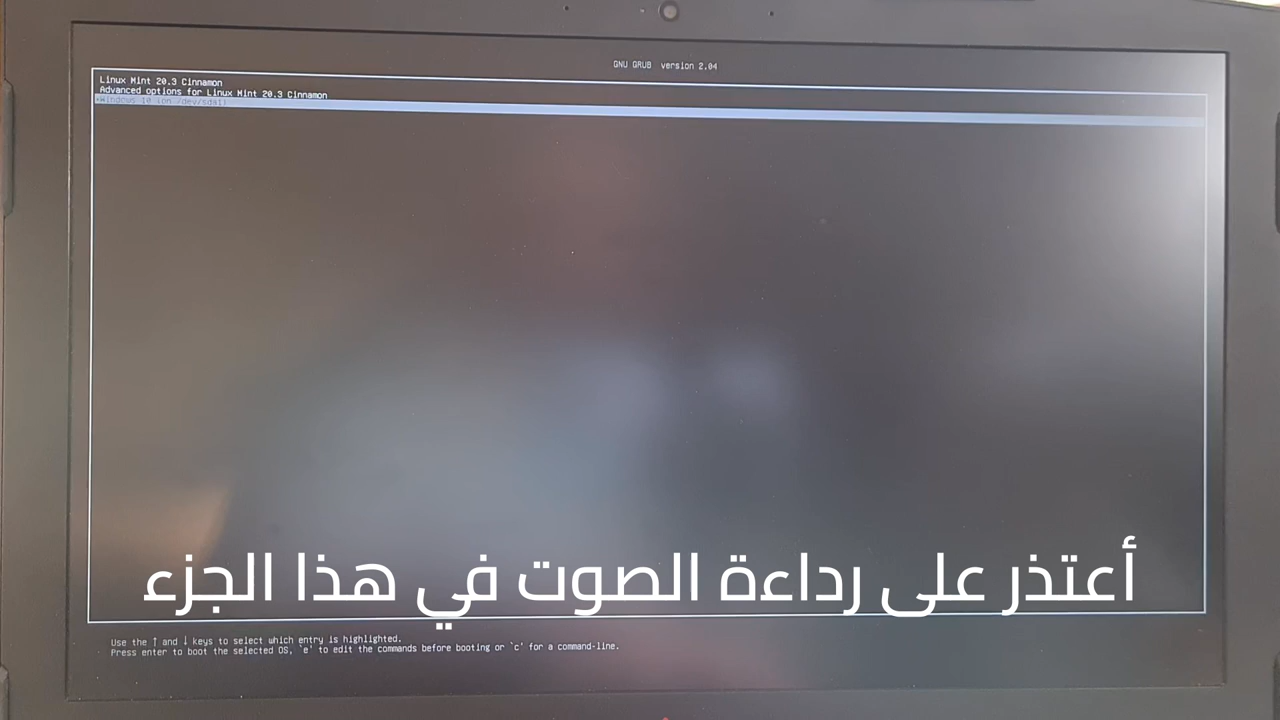 GNU GRUB version 2.04
Linux Mint 20.3 Cinnamon
Advanced options for Linux Mint 20.3 Cinnamon
*Windows 10 (on /dev/sda1)
أعتذر على رداءة الصوت في هذا الجزء
Use the ↑ and ↓ keys to select which entry is highlighted.
Press enter to boot the selected OS, `e' to edit the commands before booting or `c' for a command-line.